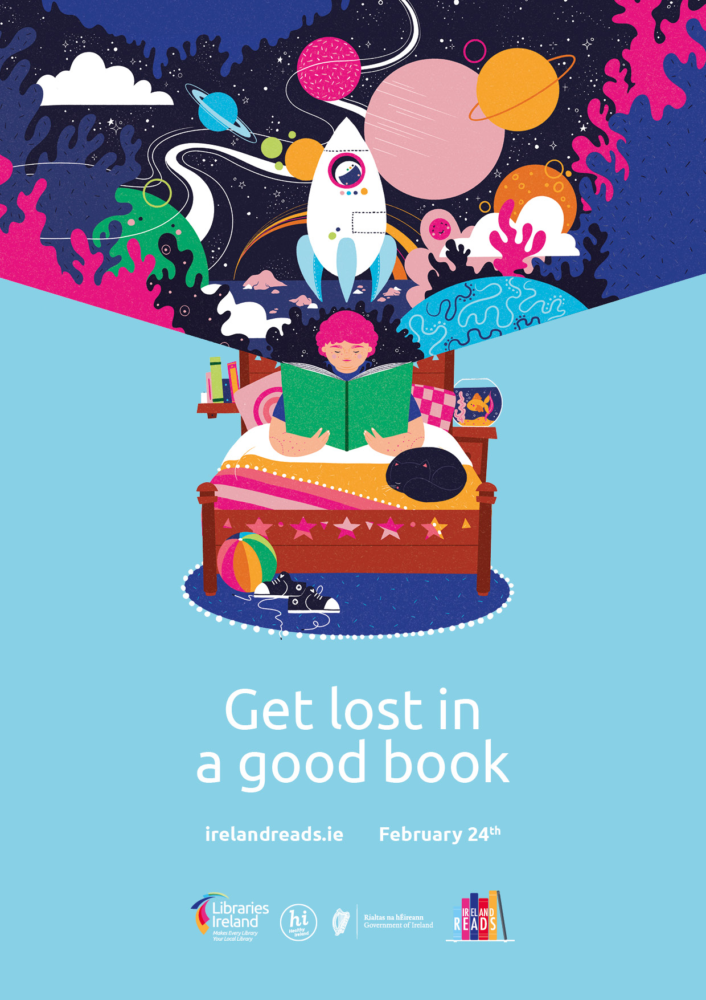 Get lost in
a good book
irelandreads.ie February 24th
Libraries
Ireland
Makes Every Library
Your Local Library
hi
Healthy
Ireland
Rialtas na hÉireann
Government of Ireland
IRELAND
READS